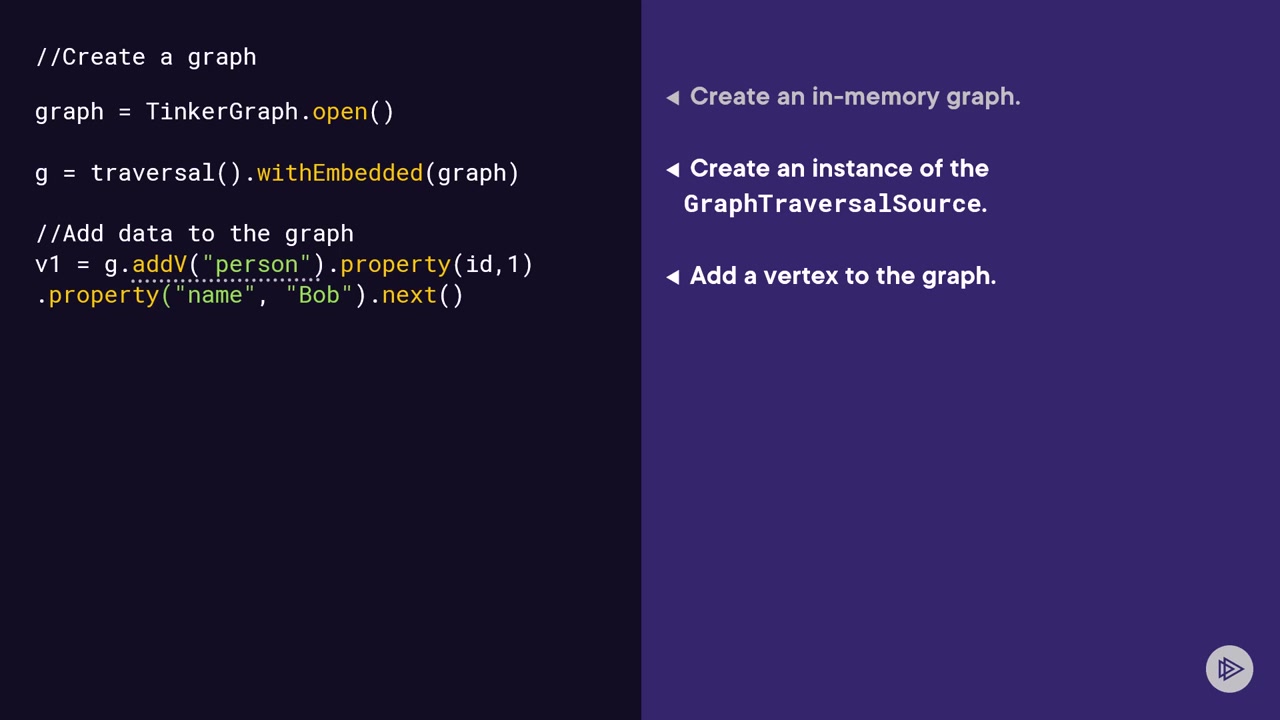 //Create a graph
graph = TinkerGraph.open()
g = traversal().withEmbedded(graph)
//Add data to the graph
v1 = g.addV("person").property(id,1)
.property("name", "Bob").next()
◄ Create an in-memory graph.
◄ Create an instance of the
GraphTraversalSource.
◄ Add a vertex to the graph.